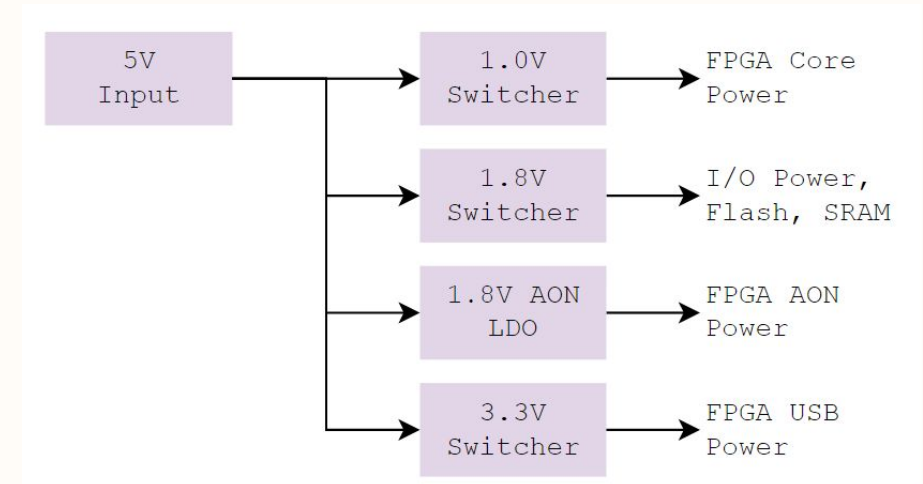 5V
Input
1.0V
Switcher
FPGA Core
Power
1.8V
Switcher
I/O Power,
Flash, SRAM
1.8V AON
LDO
FPGA AON
Power
3.3V
Switcher
FPGA USB
Power